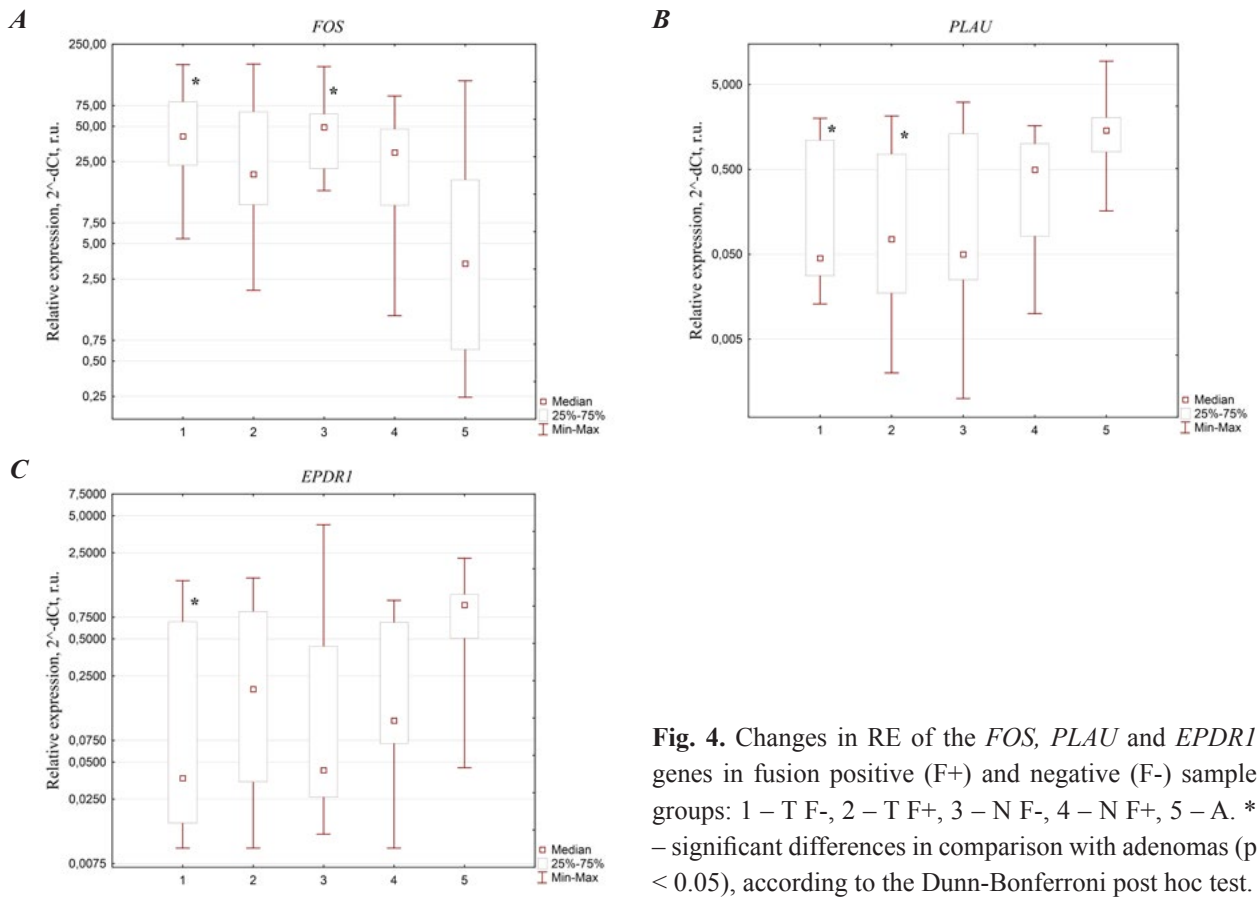 A
FOS
Relative expression, 2^-dCt, r.u.
250,00
75,00
50,00
25,00
7,50
5,00
2,50
0,75
0,50
0,25
1 2 3 4 5
* *
Median
25%-75%
Min-Max
B
PLAU
Relative expression, 2^-dCt, r.u.
5,000
0,500
0,050
0,005
1 2 3 4 5
* *
Median
25%-75%
Min-Max
C
EPDR1
Relative expression, 2^-dCt, r.u.
7,5000
5,0000
2,5000
0,7500
0,5000
0,2500
0,0750
0,0500
0,0250
0,0075
1 2 3 4 5
*
Median
25%-75%
Min-Max
Fig. 4. Changes in RE of the FOS, PLAU and EPDR1
genes in fusion positive (F+) and negative (F-) sample
groups: 1 – T F-, 2 – T F+, 3 – N F-, 4 – N F+, 5 – A. *
– significant differences in comparison with adenomas (p
< 0.05), according to the Dunn-Bonferroni post hoc test.